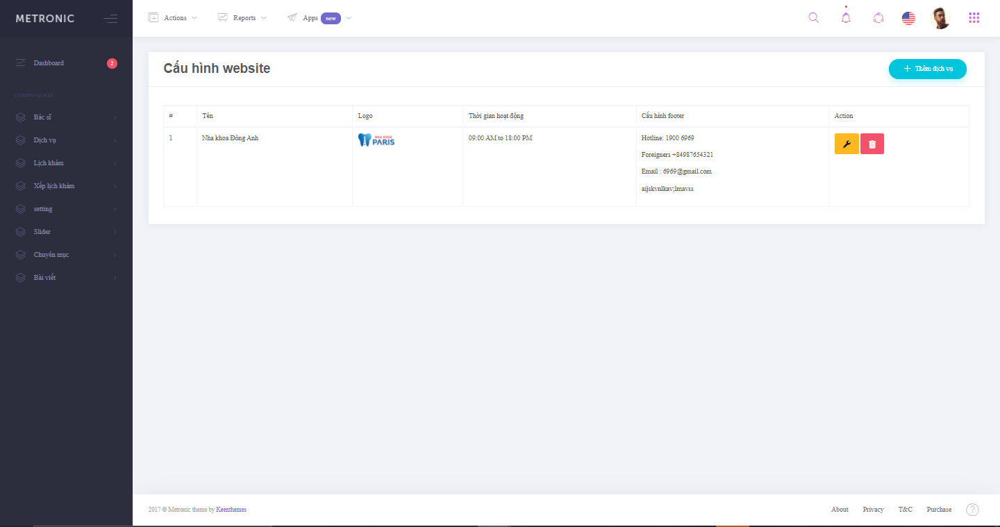 METRONIC
Actions
Reports
Apps new
Dashboard 2
COMPONENTS
Bác sĩ
Dịch vụ
Lịch khám
Xếp lịch khám
setting
Slider
Chuyên mục
Bài viết
Cấu hình website
Thêm dịch vụ
# Tên Logo Thời gian hoạt động Cấu hình footer Action
1 Nha khoa Đông Anh NHA KHOA PARIS 09:00 AM to 18:00 PM Hotline: 1900 6969
Foreigners +84987654321
Email : 6969@gmail.com
aijskvnlkav;lmavss
2017 © Metronic theme by Keenthemes
About Privacy T&C Purchase ?